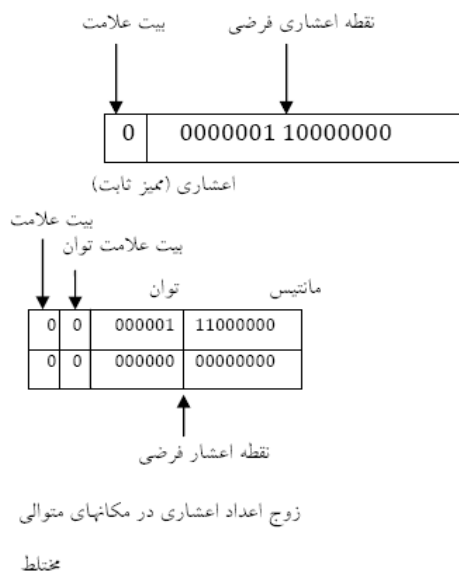 بیت علامت نقطه اعشاری فرضی
0 0000001 10000000
اعشاری (ممیز ثابت)
بیت علامت
بیت علامت توان
توان مانتیس
0 0 000001 11000000
0 0 000000 00000000
نقطه اعشار فرضی
زوج اعداد اعشاری در مکانهای متوالی
مختلط